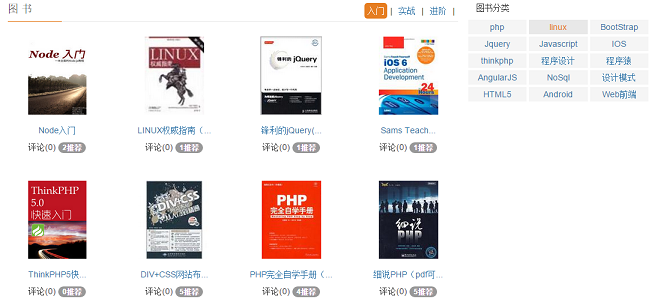 图 书
入门 | 实战 | 进阶 |
Node 入门
LINUX
权威指南
锋利的 jQuery
iOS 6
Application
Development
24
Node入门
LINUX权威指南（...
锋利的jQuery(...
Sams Teach...
评论(0) 2推荐
评论(0) 1推荐
评论(0) 1推荐
评论(0) 1推荐
ThinkPHP
5.0
快速入门
DIV+CSS
PHP
完全自学手册
细说
PHP
ThinkPHP5快...
DIV+CSS网站布...
PHP完全自学手册（...
细说PHP（pdf可...
评论(0) 0推荐
评论(0) 5推荐
评论(0) 4推荐
评论(0) 5推荐
图书分类
php linux BootStrap
Jquery Javascript IOS
thinkphp 程序设计 程序猿
AngularJS NoSql 设计模式
HTML5 Android Web前端